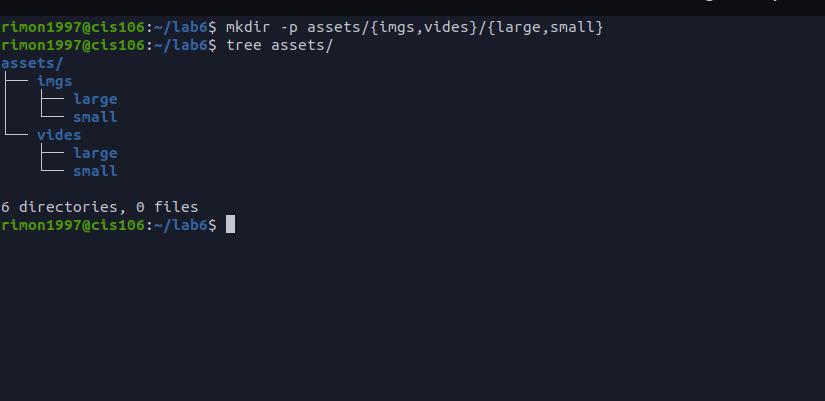 rimon1997@cis106:~/lab6$ mkdir -p assets/{imgs,vides}/{large,small}
rimon1997@cis106:~/lab6$ tree assets/
assets/
├── imgs
│   ├── large
│   └── small
└── vides
    ├── large
    └── small

6 directories, 0 files
rimon1997@cis106:~/lab6$